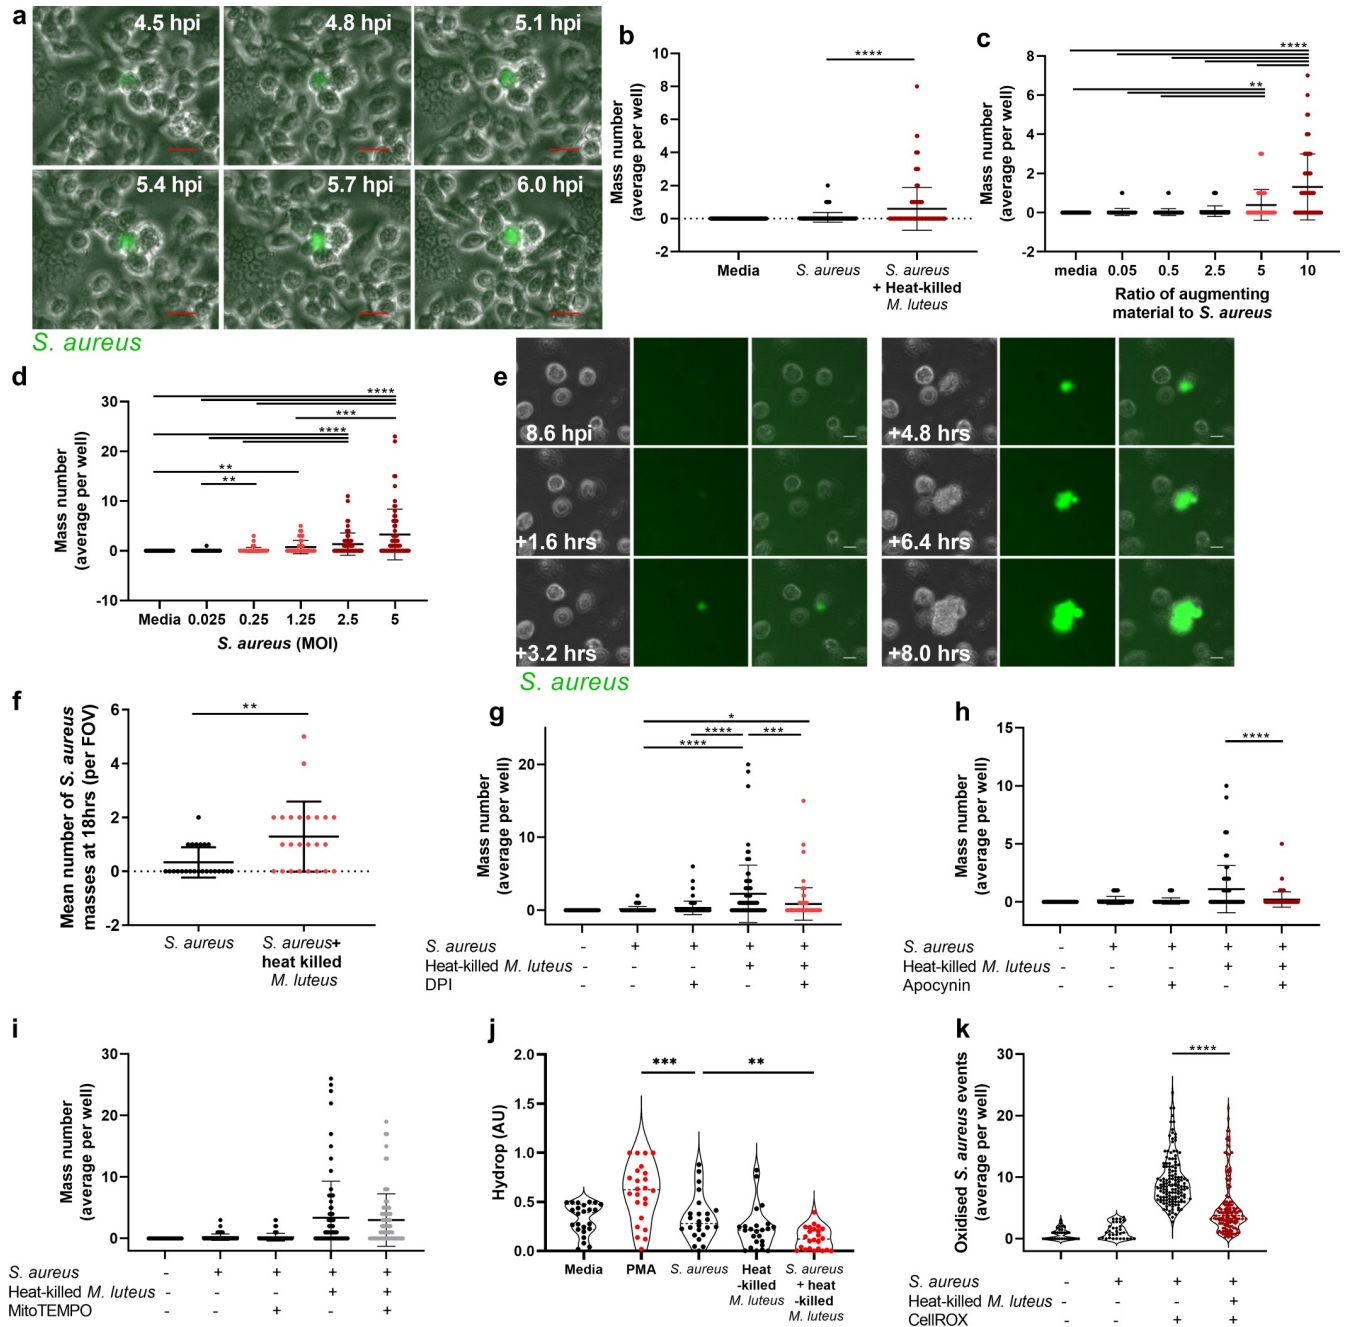 a
4.5 hpi
4.8 hpi
5.1 hpi
5.4 hpi
5.7 hpi
6.0 hpi
S. aureus
b
Mass number
(average per well)
10
8
6
4
2
0
-2
****
Media
S. aureus
S. aureus
+ Heat-killed
M. luteus
c
Mass number
(average per well)
8
6
4
2
0
-2
****
**
media
0.05
0.5
2.5
5
10
Ratio of augmenting
material to S. aureus
d
Mass number
(average per well)
30
20
10
0
-10
****
***
****
**
**
Media
0.025
0.25
1.25
2.5
5
S. aureus (MOI)
e
8.6 hpi
+1.6 hrs
+3.2 hrs
+4.8 hrs
+6.4 hrs
+8.0 hrs
S. aureus
f
Mean number of S. aureus
masses at 18hrs (per FOV)
6
4
2
0
-2
**
S. aureus
S. aureus+
heat killed
M. luteus
g
Mass number
(average per well)
20
10
0
*
**** ***
****
S. aureus - + + + +
Heat-killed M. luteus - - - + +
DPI - - + - +
h
Mass number
(average per well)
15
10
5
0
****
S. aureus - + + + +
Heat-killed M. luteus - - - + +
Apocynin - - + - +
i
Mass number
(average per well)
30
20
10
0
S. aureus - + + + +
Heat-killed M. luteus - - - + +
MitoTEMPO - - + - +
j
Hydrop (AU)
2.0
1.5
1.0
0.5
0.0
***
**
Media
PMA
S. aureus
Heat
-killed
M. luteus
S. aureus
+ heat
-killed
M. luteus
k
Oxidised S. aureus events
(average per well)
30
20
10
0
****
S. aureus - + + +
Heat-killed M. luteus - - - +
CellROX - - + +